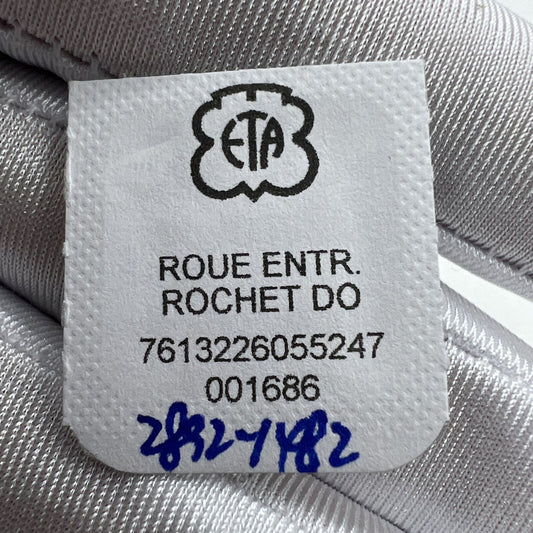 ETA
ROUE ENTR.
ROCHET DO
7613226055247
001686
2892-1482